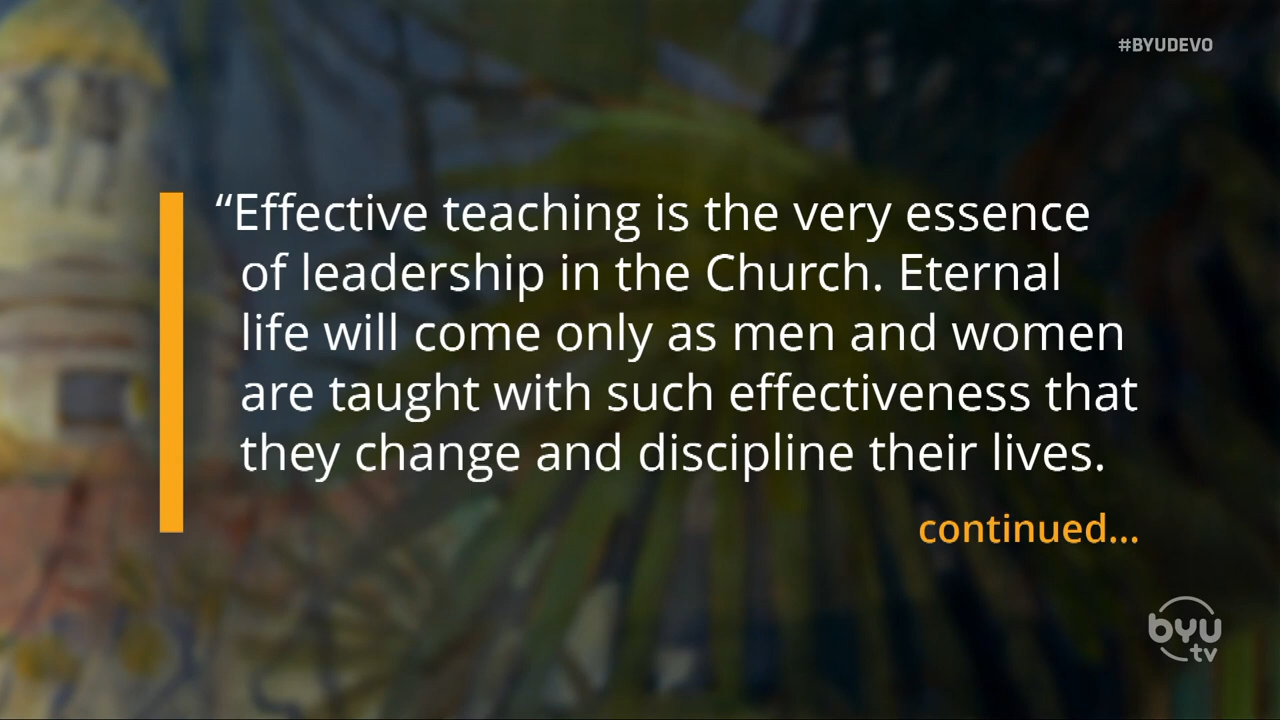 #BYUDEVO
“Effective teaching is the very essence
of leadership in the Church. Eternal
life will come only as men and women
are taught with such effectiveness that
they change and discipline their lives.
continued...
byu
tv